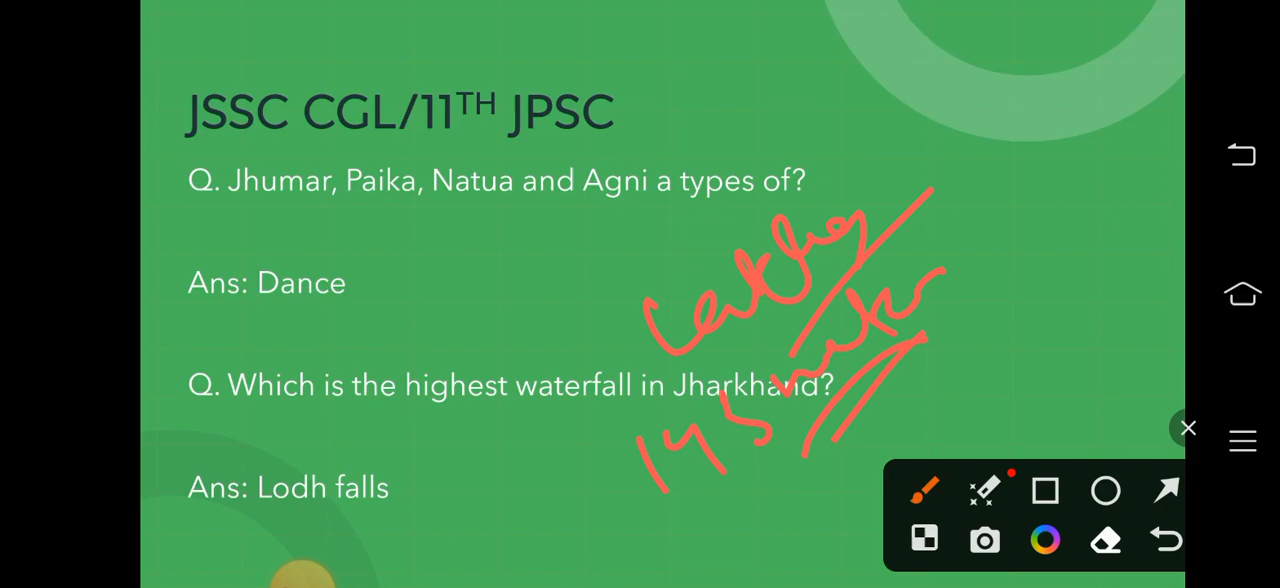 JSSC CGL/11TH JPSC
Q. Jhumar, Paika, Natua and Agni a types of?
Ans: Dance
Q. Which is the highest waterfall in Jharkhand?
145
Ans: Lodh falls